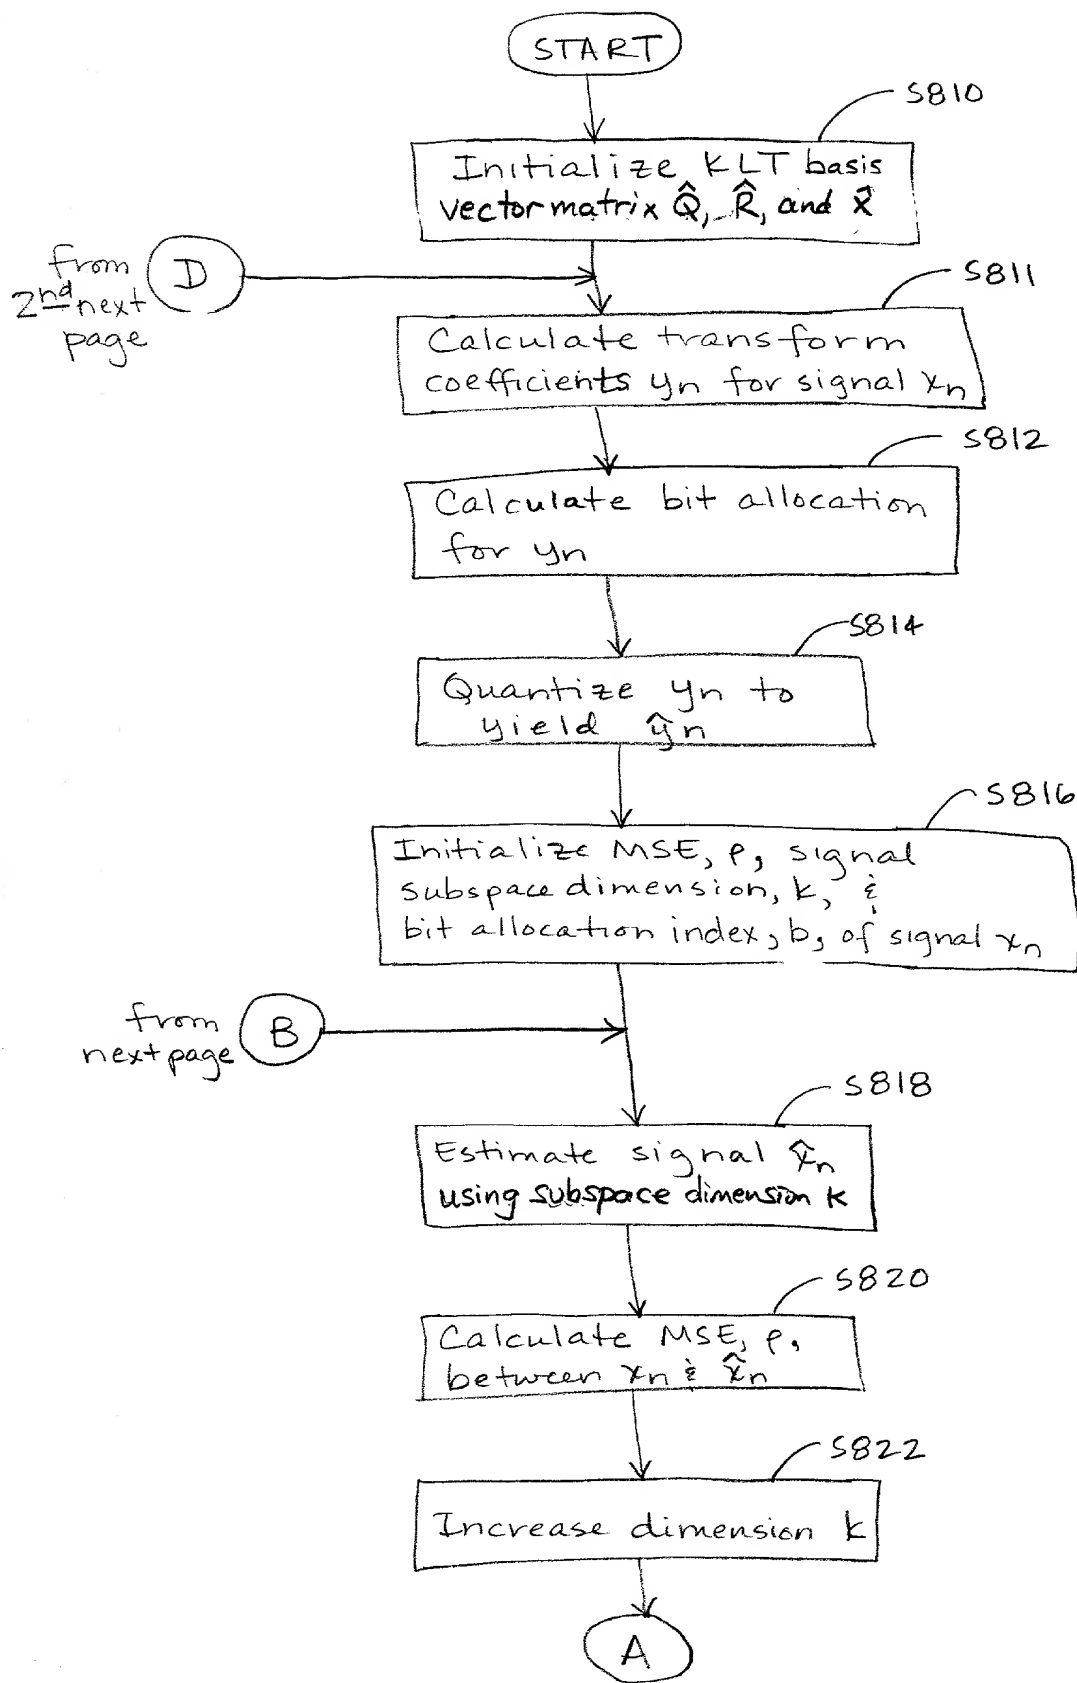 START
S810
Initialize KLT basis
vector matrix Q̂, R̂, and x̂
from
2nd next
page
D
S811
Calculate transform
coefficients yn for signal xn
S812
Calculate bit allocation
for yn
S814
Quantize yn to
yield ŷn
S816
Initialize MSE, ρ, signal
subspace dimension, k, &
bit allocation index, b, of signal xn
from
next page
B
S818
Estimate signal x̂n
using subspace dimension k
S820
Calculate MSE, ρ,
between xn & x̂n
S822
Increase dimension k
A